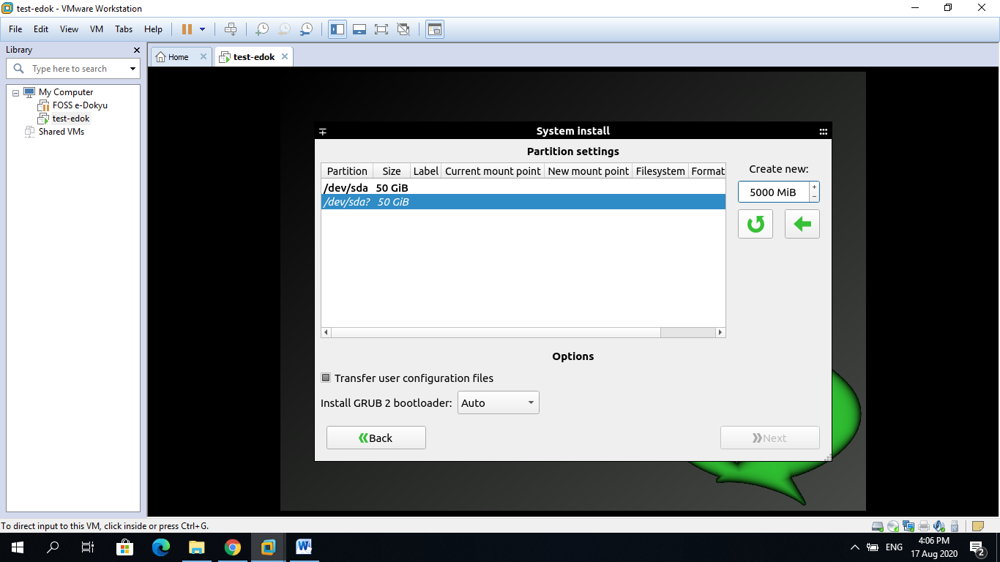 test-edok - VMware Workstation
File Edit View VM Tabs Help
Library
Type here to search
My Computer
FOSS e-Dokyu
test-edok
Shared VMs
Home
test-edok
System install
Partition settings
Partition Size Label Current mount point New mount point Filesystem Format
/dev/sda 50 GiB
/dev/sda? 50 GiB
Create new:
5000 MiB
Options
Transfer user configuration files
Install GRUB 2 bootloader: Auto
Back
Next
To direct input to this VM, click inside or press Ctrl+G.
W
ENG
4:06 PM
17 Aug 2020
2